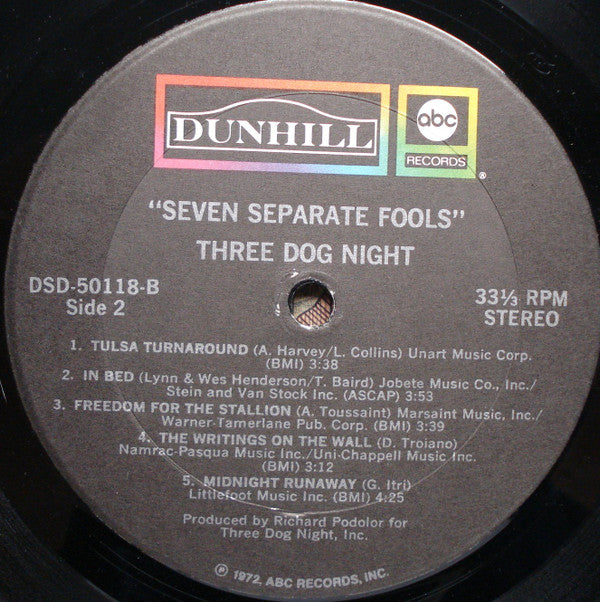 DUNHILL
abc
RECORDS
®
"SEVEN SEPARATE FOOLS"
THREE DOG NIGHT
DSD-50118-B
Side 2
33⅓ RPM
STEREO
1. TULSA TURNAROUND (A. Harvey/L. Collins) Unart Music Corp.
(BMI) 3:38
2. IN BED (Lynn & Wes Henderson/T. Baird) Jobete Music Co., Inc./
Stein and Van Stock Inc. (ASCAP) 3:53
3. FREEDOM FOR THE STALLION (A. Toussaint) Marsaint Music, Inc./
Warner-Tamerlane Pub. Corp. (BMI) 3:39
4. THE WRITINGS ON THE WALL (D. Troiano)
Namrac-Pasqua Music Inc./Uni-Chappell Music Inc.
(BMI) 3:12
5. MIDNIGHT RUNAWAY (G. Itri)
Littlefoot Music Inc. (BMI) 4:25
Produced by Richard Podolor for
Three Dog Night, Inc.
℗ 1972, ABC RECORDS, INC.